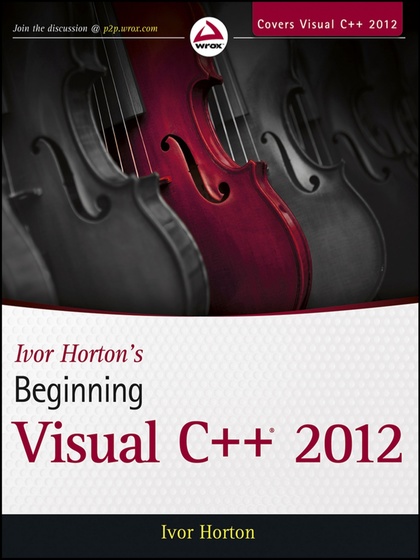 Join the discussion @ p2p.wrox.com
wrox
Covers Visual C++ 2012
Ivor Horton's
Beginning
Visual C++® 2012
Ivor Horton